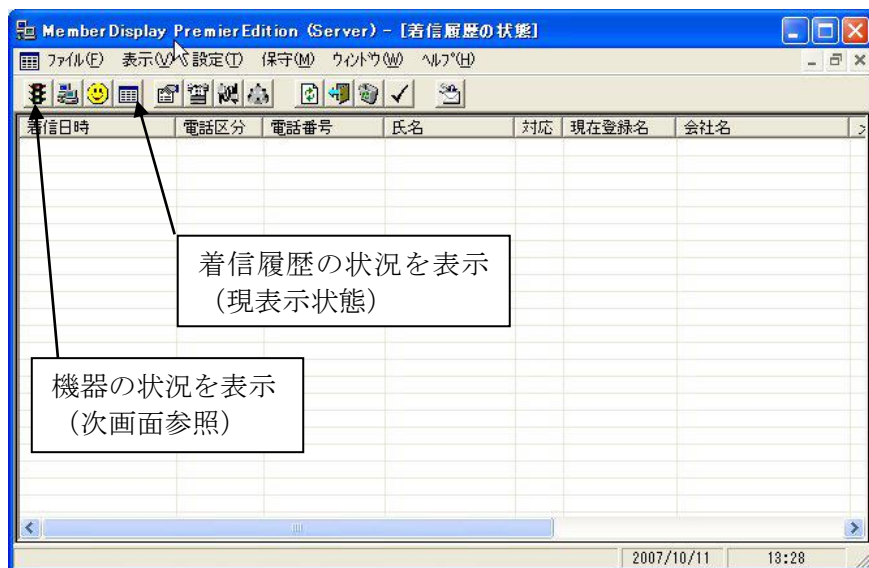 MemberDisplay PremierEdition (Server) - [着信履歴の状態]
ファイル(F) 表示(V) 設定(T) 保守(M) ウィンドウ(W) ヘルプ(H)
着信日時 電話区分 電話番号 氏名 対応 現在登録名 会社名
着信履歴の状況を表示
(現表示状態)
機器の状況を表示
(次画面参照)
2007/10/11 13:28